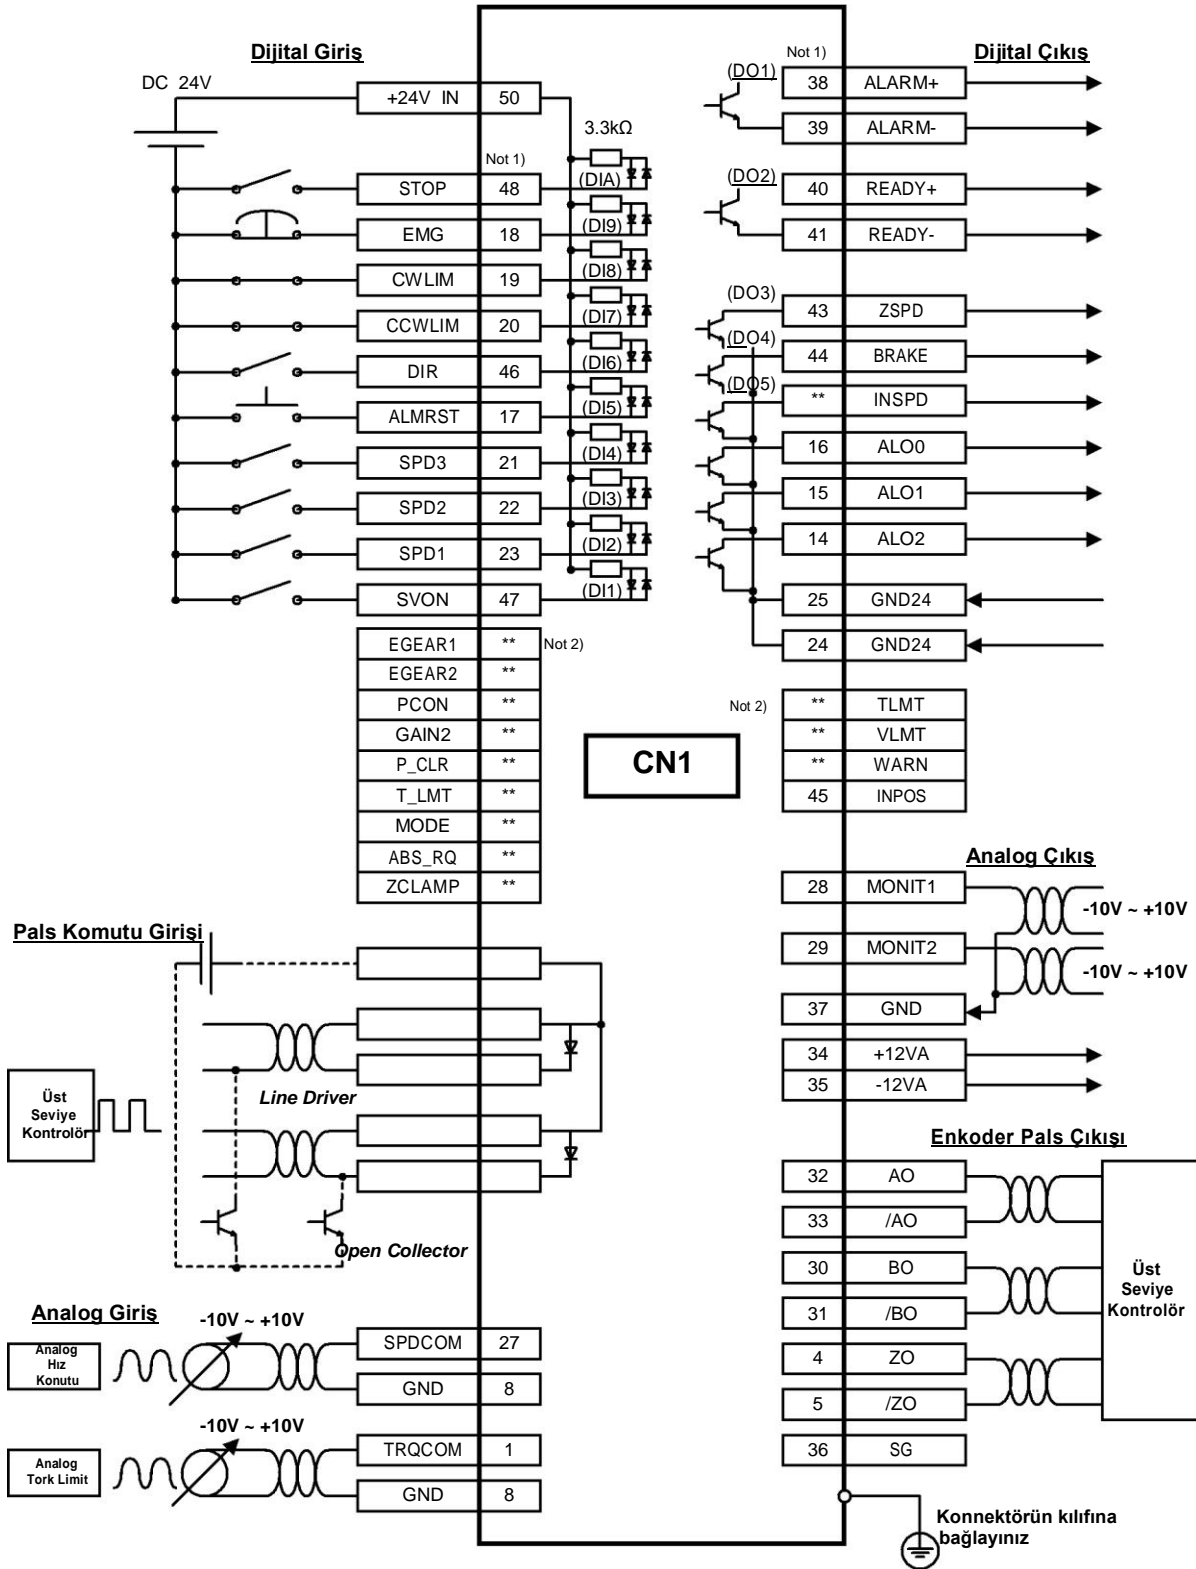 Dijital Giriş
DC 24V
+24V IN 50
3.3kΩ
Not 1)
STOP 48 (DIA)
EMG 18 (DI9)
CWLIM 19 (DI8)
CCWLIM 20 (DI7)
DIR 46 (DI6)
ALMRST 17 (DI5)
SPD3 21 (DI4)
SPD2 22 (DI3)
SPD1 23 (DI2)
SVON 47 (DI1)
EGEAR1 ** Not 2)
EGEAR2 **
PCON **
GAIN2 **
P_CLR **
T_LMT **
MODE **
ABS_RQ **
ZCLAMP **
CN1
Not 1)
Dijital Çıkış
(DO1) 38 ALARM+
39 ALARM-
(DO2) 40 READY+
41 READY-
(DO3) 43 ZSPD
(DO4) 44 BRAKE
(DO5) ** INSPD
16 ALO0
15 ALO1
14 ALO2
25 GND24
24 GND24
Not 2) ** TLMT
** VLMT
** WARN
45 INPOS
Analog Çıkış
28 MONIT1
-10V ~ +10V
29 MONIT2
-10V ~ +10V
37 GND
34 +12VA
35 -12VA
Pals Komutu Girişi
Üst
Seviye
Kontrolör
Line Driver
Open Collector
Enkoder Pals Çıkışı
32 AO
33 /AO
30 BO
31 /BO
4 ZO
5 /ZO
36 SG
Üst
Seviye
Kontrolör
Analog Giriş
-10V ~ +10V
Analog
Hız
Konutu
SPDCOM 27
GND 8
-10V ~ +10V
Analog
Tork Limit
TRQCOM 1
GND 8
Konnektörün kılıfına
bağlayınız